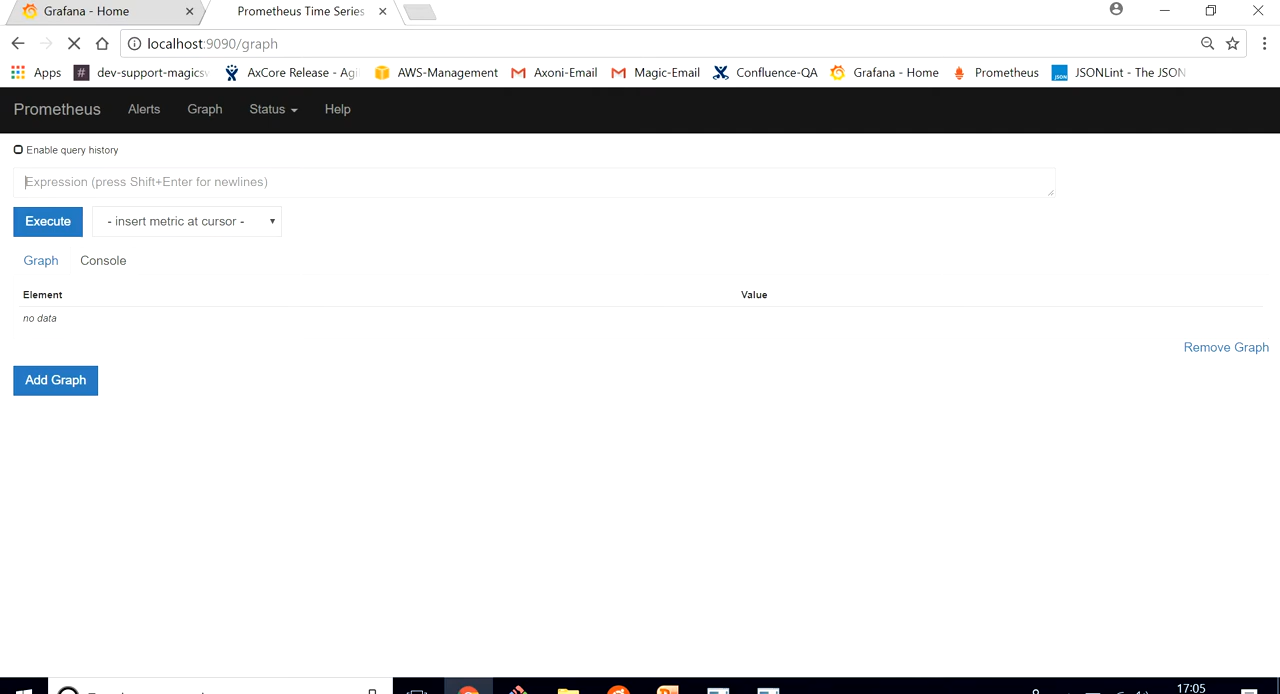 Grafana - Home
Prometheus Time Series
localhost:9090/graph
Apps
dev-support-magics
AxCore Release - Agi
AWS-Management
Axoni-Email
Magic-Email
Confluence-QA
Grafana - Home
Prometheus
JSONLint - The JSON
Prometheus
Alerts
Graph
Status
Help
Enable query history
Expression (press Shift+Enter for newlines)
Execute
- insert metric at cursor -
Graph
Console
Element
Value
no data
Remove Graph
Add Graph
17:05